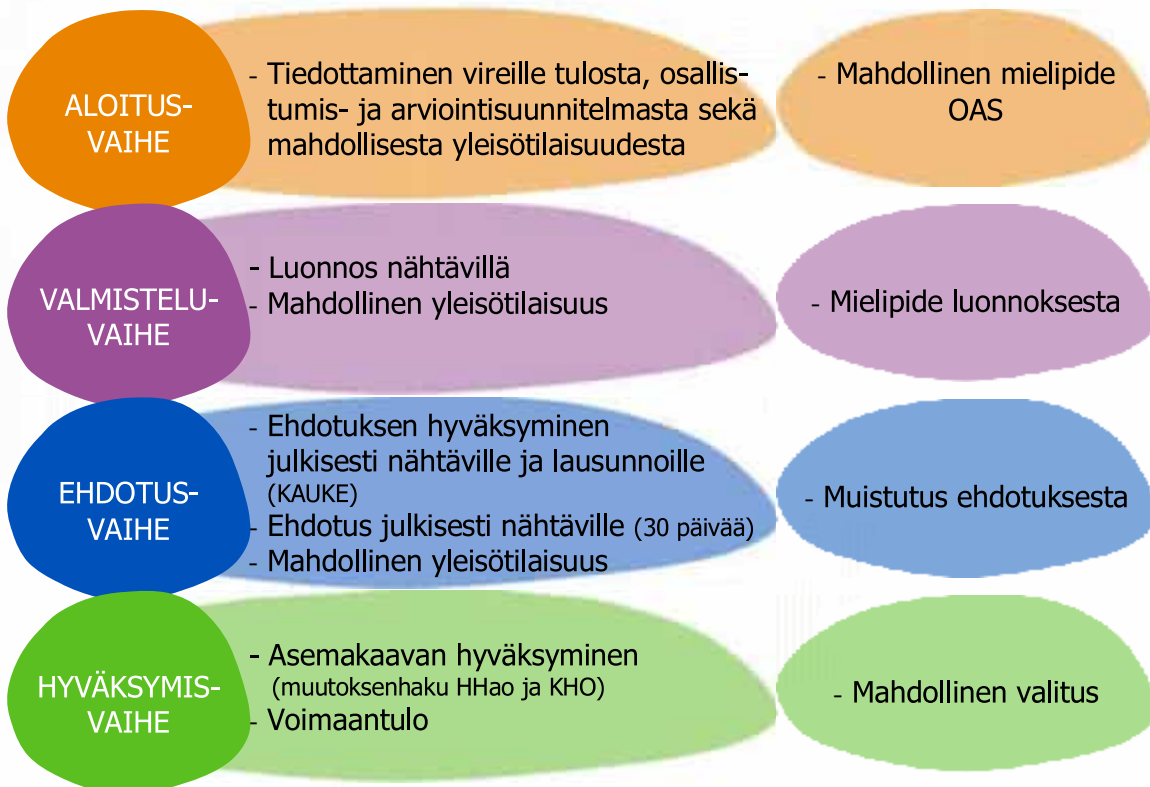 ALOITUS-
VAIHE
- Tiedottaminen vireille tulosta, osallis-
tumis- ja arviointisuunnitelmasta sekä
mahdollisesta yleisötilaisuudesta
- Mahdollinen mielipide
OAS
VALMISTELU-
VAIHE
- Luonnos nähtävillä
- Mahdollinen yleisötilaisuus
- Mielipide luonnoksesta
EHDOTUS-
VAIHE
- Ehdotuksen hyväksyminen
julkisesti nähtäville ja lausunnoille
(KAUKE)
- Ehdotus julkisesti nähtäville (30 päivää)
- Mahdollinen yleisötilaisuus
- Muistutus ehdotuksesta
HYVÄKSYMIS-
VAIHE
- Asemakaavan hyväksyminen
(muutoksenhaku HHao ja KHO)
- Voimaantulo
- Mahdollinen valitus